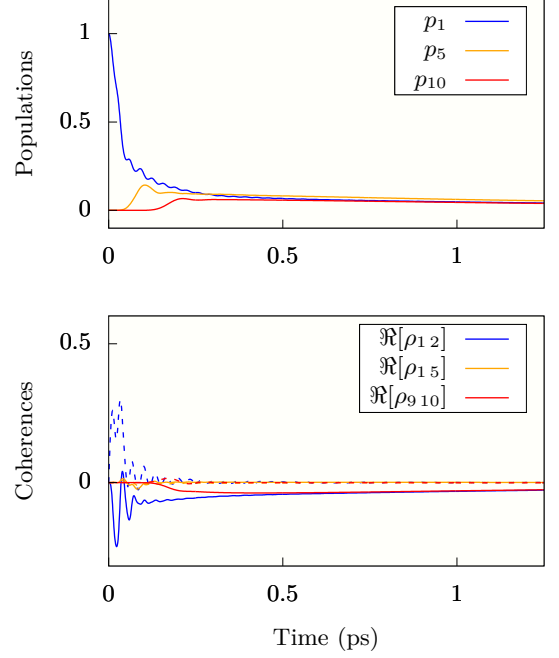 Populations
1
0.5
0
p₁
p₅
p₁₀
0
0.5
1
Coherences
0.5
0
ℜ[ρ₁ ₂]
ℜ[ρ₁ ₅]
ℜ[ρ₉ ₁₀]
0
0.5
1
Time (ps)